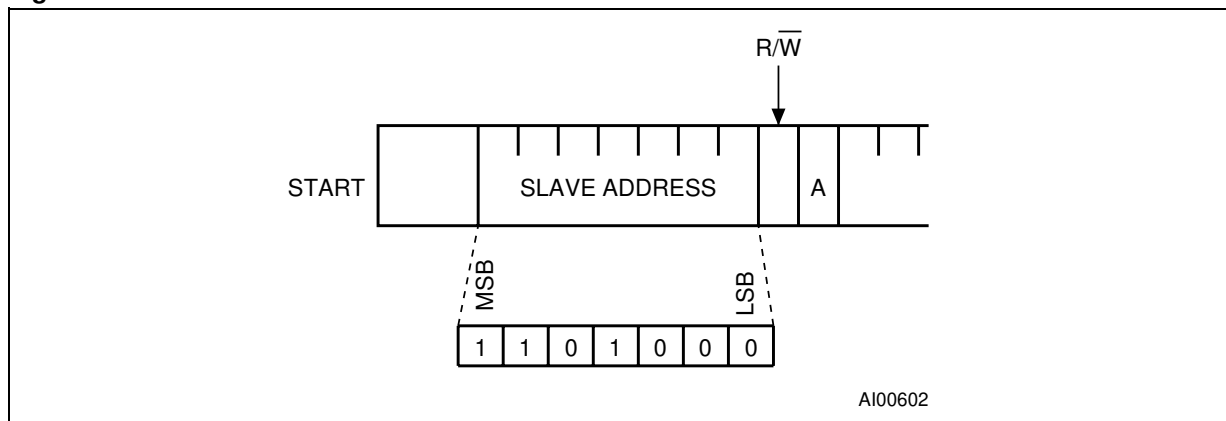 R/W̅
START
SLAVE ADDRESS
A
MSB
LSB
1 1 0 1 0 0 0
AI00602